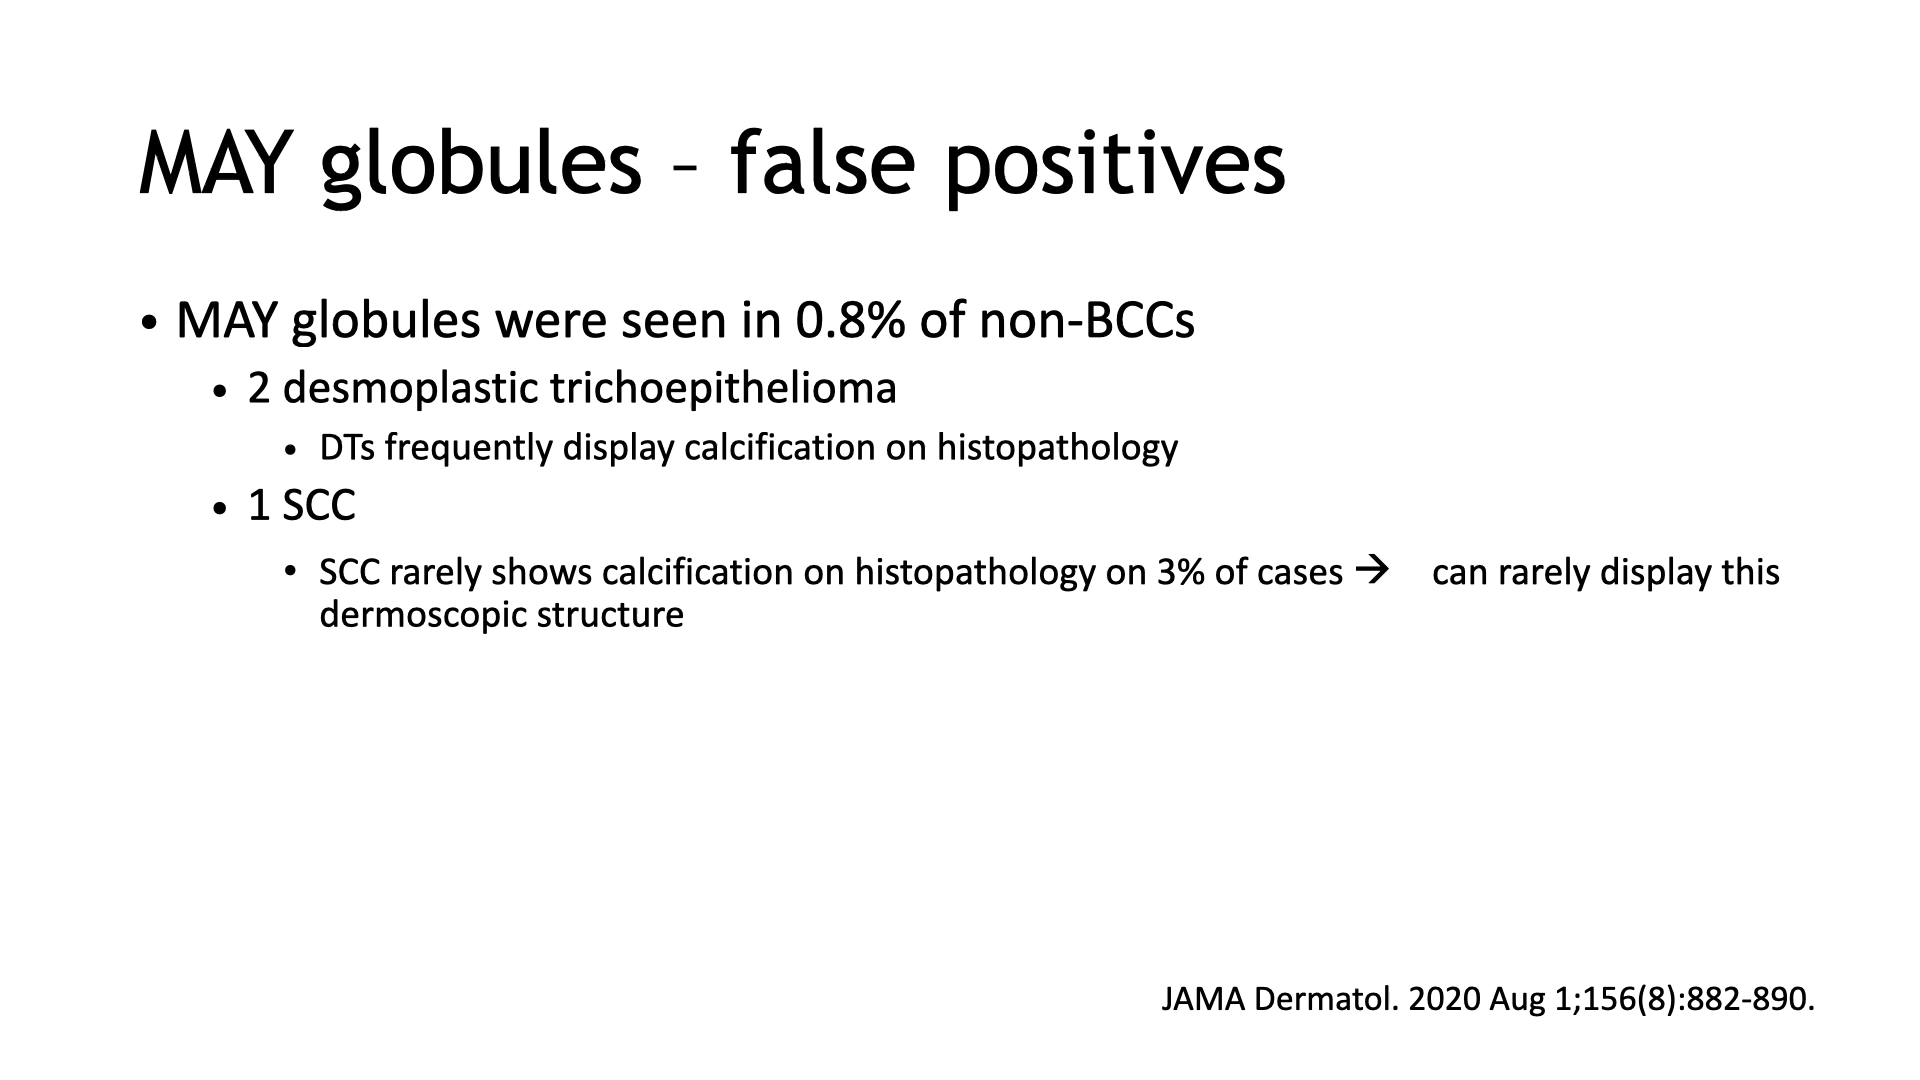 MAY globules – false positives
• MAY globules were seen in 0.8% of non-BCCs
• 2 desmoplastic trichoepithelioma
• DTs frequently display calcification on histopathology
• 1 SCC
• SCC rarely shows calcification on histopathology on 3% of cases → can rarely display this
dermoscopic structure
JAMA Dermatol. 2020 Aug 1;156(8):882-890.